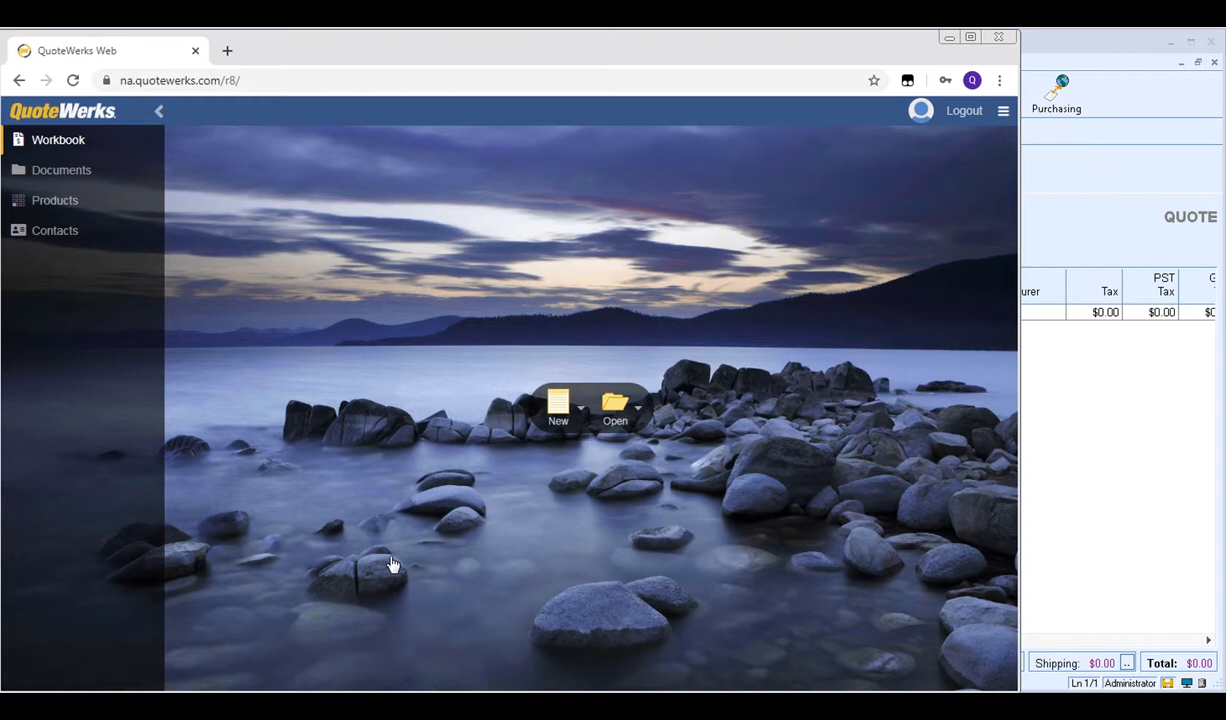 QuoteWerks Web
na.quotewerks.com/r8/
Q
QuoteWerks.
Logout
Workbook
Documents
Products
Contacts
New
Open
Purchasing
QUOTE
urer
Tax
PST
Tax
G
$0.00
$0.00
$0
Shipping: $0.00 ..
Total: $0.00
Ln 1/1
Administrator